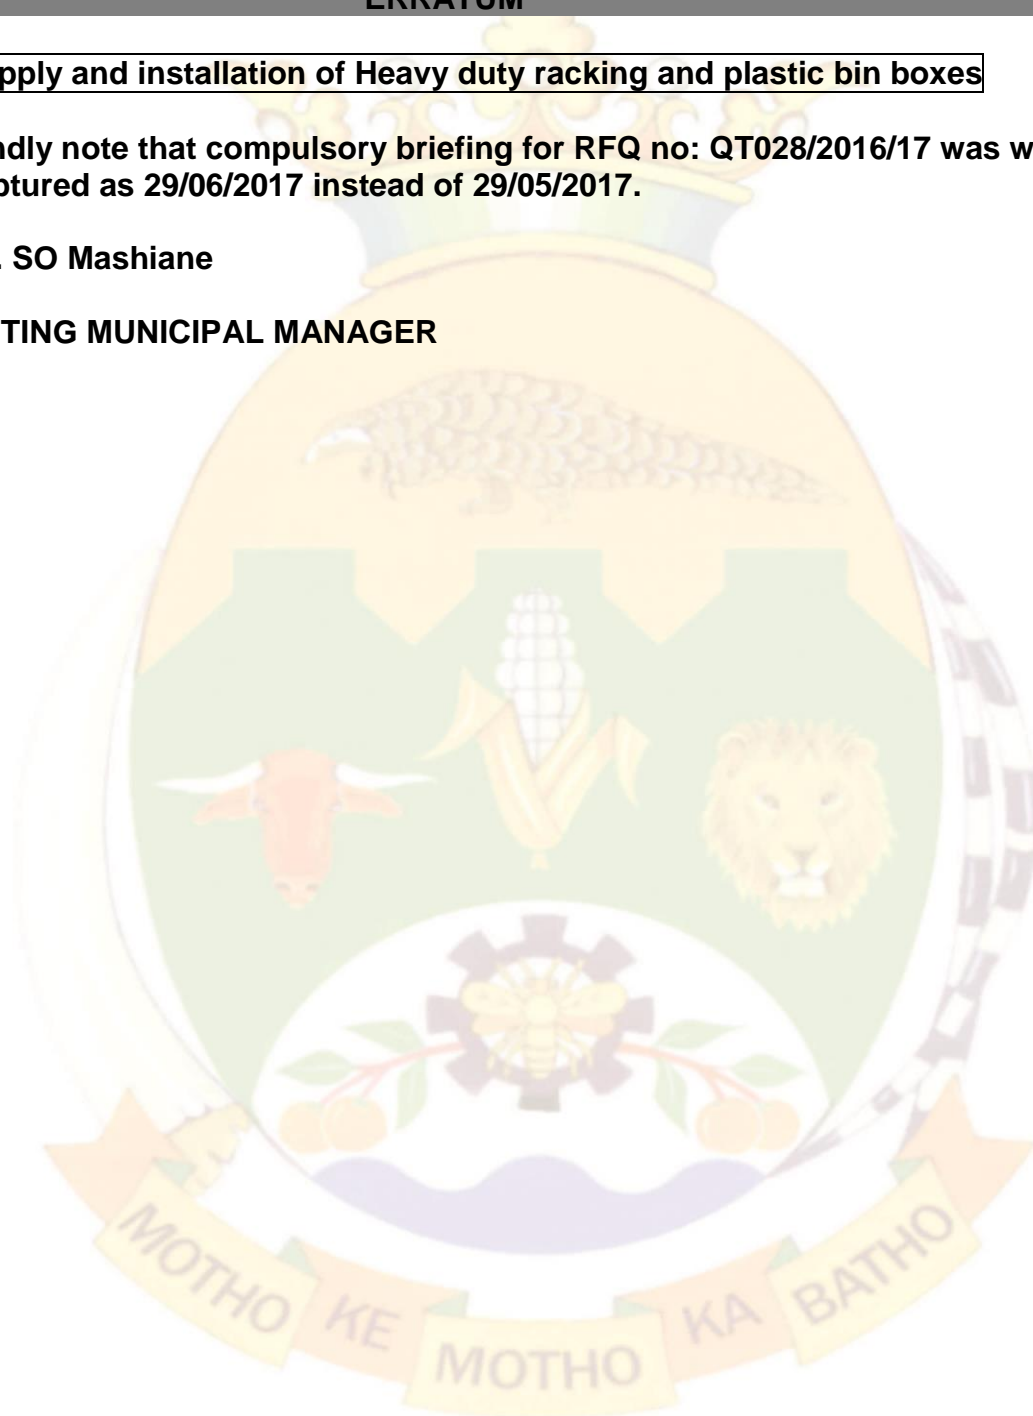 ERRATUM
pply and installation of Heavy duty racking and plastic bin boxes
ndly note that compulsory briefing for RFQ no: QT028/2016/17 was w
ptured as 29/06/2017 instead of 29/05/2017.
. SO Mashiane
TING MUNICIPAL MANAGER
MOTHO KE MOTHO KA BATHO